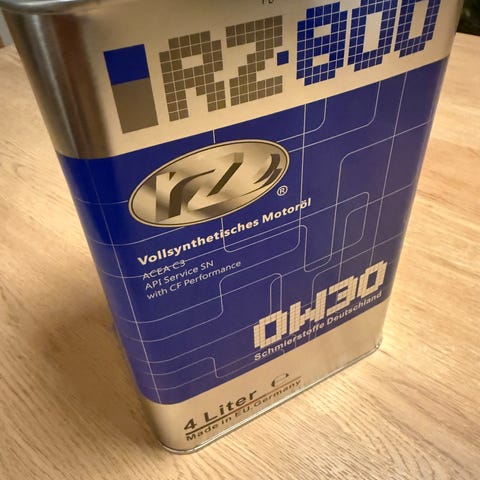 RZ·800
rz
®
Vollsynthetisches Motoröl
ACEA C3
API Service SN
with CF Performance
0W30
Schmierstoffe Deutschland
4 Liter e
Made in EU.Germany